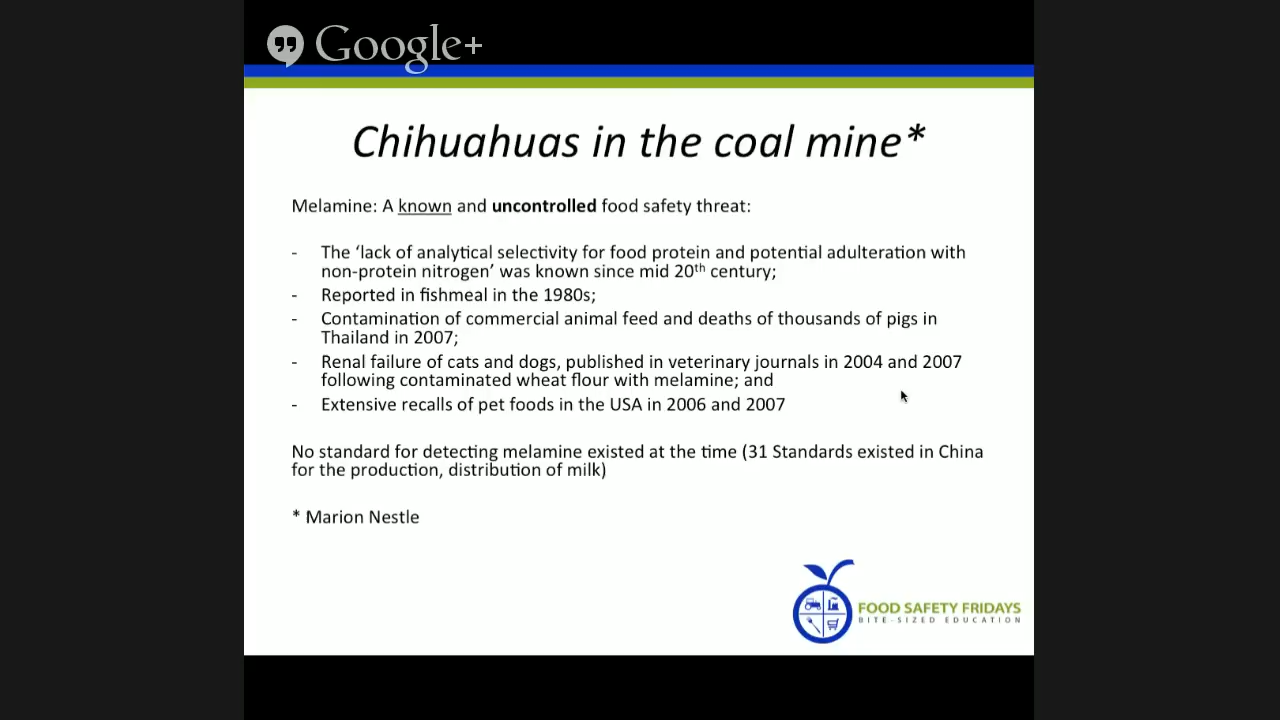 Google+
Chihuahuas in the coal mine*
Melamine: A known and uncontrolled food safety threat:
- The ‘lack of analytical selectivity for food protein and potential adulteration with
non-protein nitrogen’ was known since mid 20th century;
- Reported in fishmeal in the 1980s;
- Contamination of commercial animal feed and deaths of thousands of pigs in
Thailand in 2007;
- Renal failure of cats and dogs, published in veterinary journals in 2004 and 2007
following contaminated wheat flour with melamine; and
- Extensive recalls of pet foods in the USA in 2006 and 2007
No standard for detecting melamine existed at the time (31 Standards existed in China
for the production, distribution of milk)
* Marion Nestle
FOOD SAFETY FRIDAYS
BITE-SIZED EDUCATION